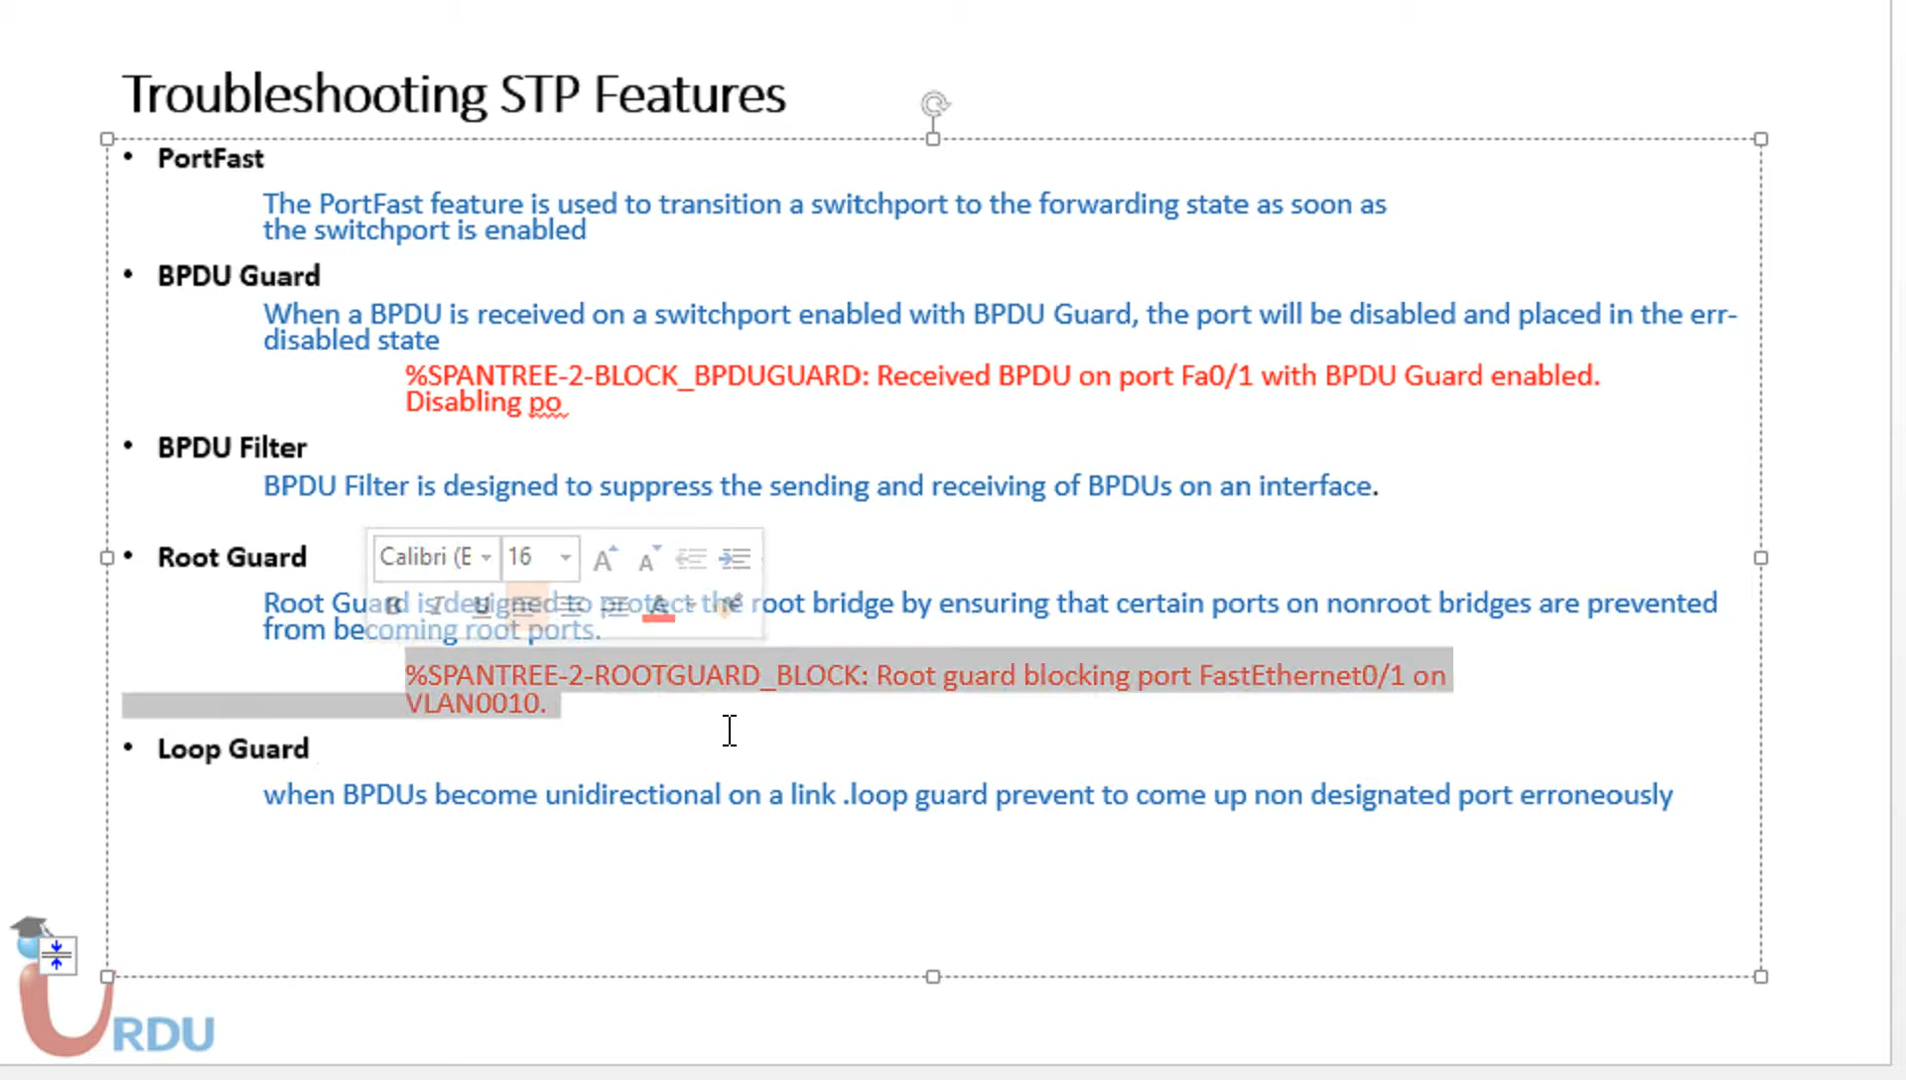 Troubleshooting STP Features
• PortFast
The PortFast feature is used to transition a switchport to the forwarding state as soon as
the switchport is enabled
• BPDU Guard
When a BPDU is received on a switchport enabled with BPDU Guard, the port will be disabled and placed in the err-
disabled state
%SPANTREE-2-BLOCK_BPDUGUARD: Received BPDU on port Fa0/1 with BPDU Guard enabled.
Disabling po
• BPDU Filter
BPDU Filter is designed to suppress the sending and receiving of BPDUs on an interface.
• Root Guard
Calibri (E 16 A A
B I U A
Root Guard is designed to protect the root bridge by ensuring that certain ports on nonroot bridges are prevented
from becoming root ports.
%SPANTREE-2-ROOTGUARD_BLOCK: Root guard blocking port FastEthernet0/1 on
VLAN0010.
• Loop Guard
when BPDUs become unidirectional on a link .loop guard prevent to come up non designated port erroneously
URDU